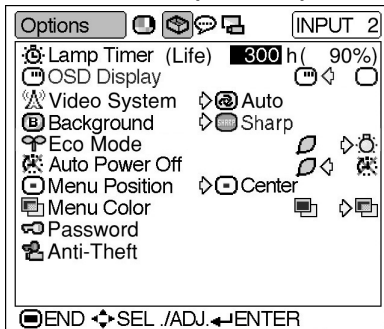 Options INPUT 2
Lamp Timer (Life) 300 h( 90%)
OSD Display
Video System Auto
B Background SHARP Sharp
Eco Mode
Auto Power Off
Menu Position Center
Menu Color
Password
Anti-Theft
END SEL ./ADJ. ENTER